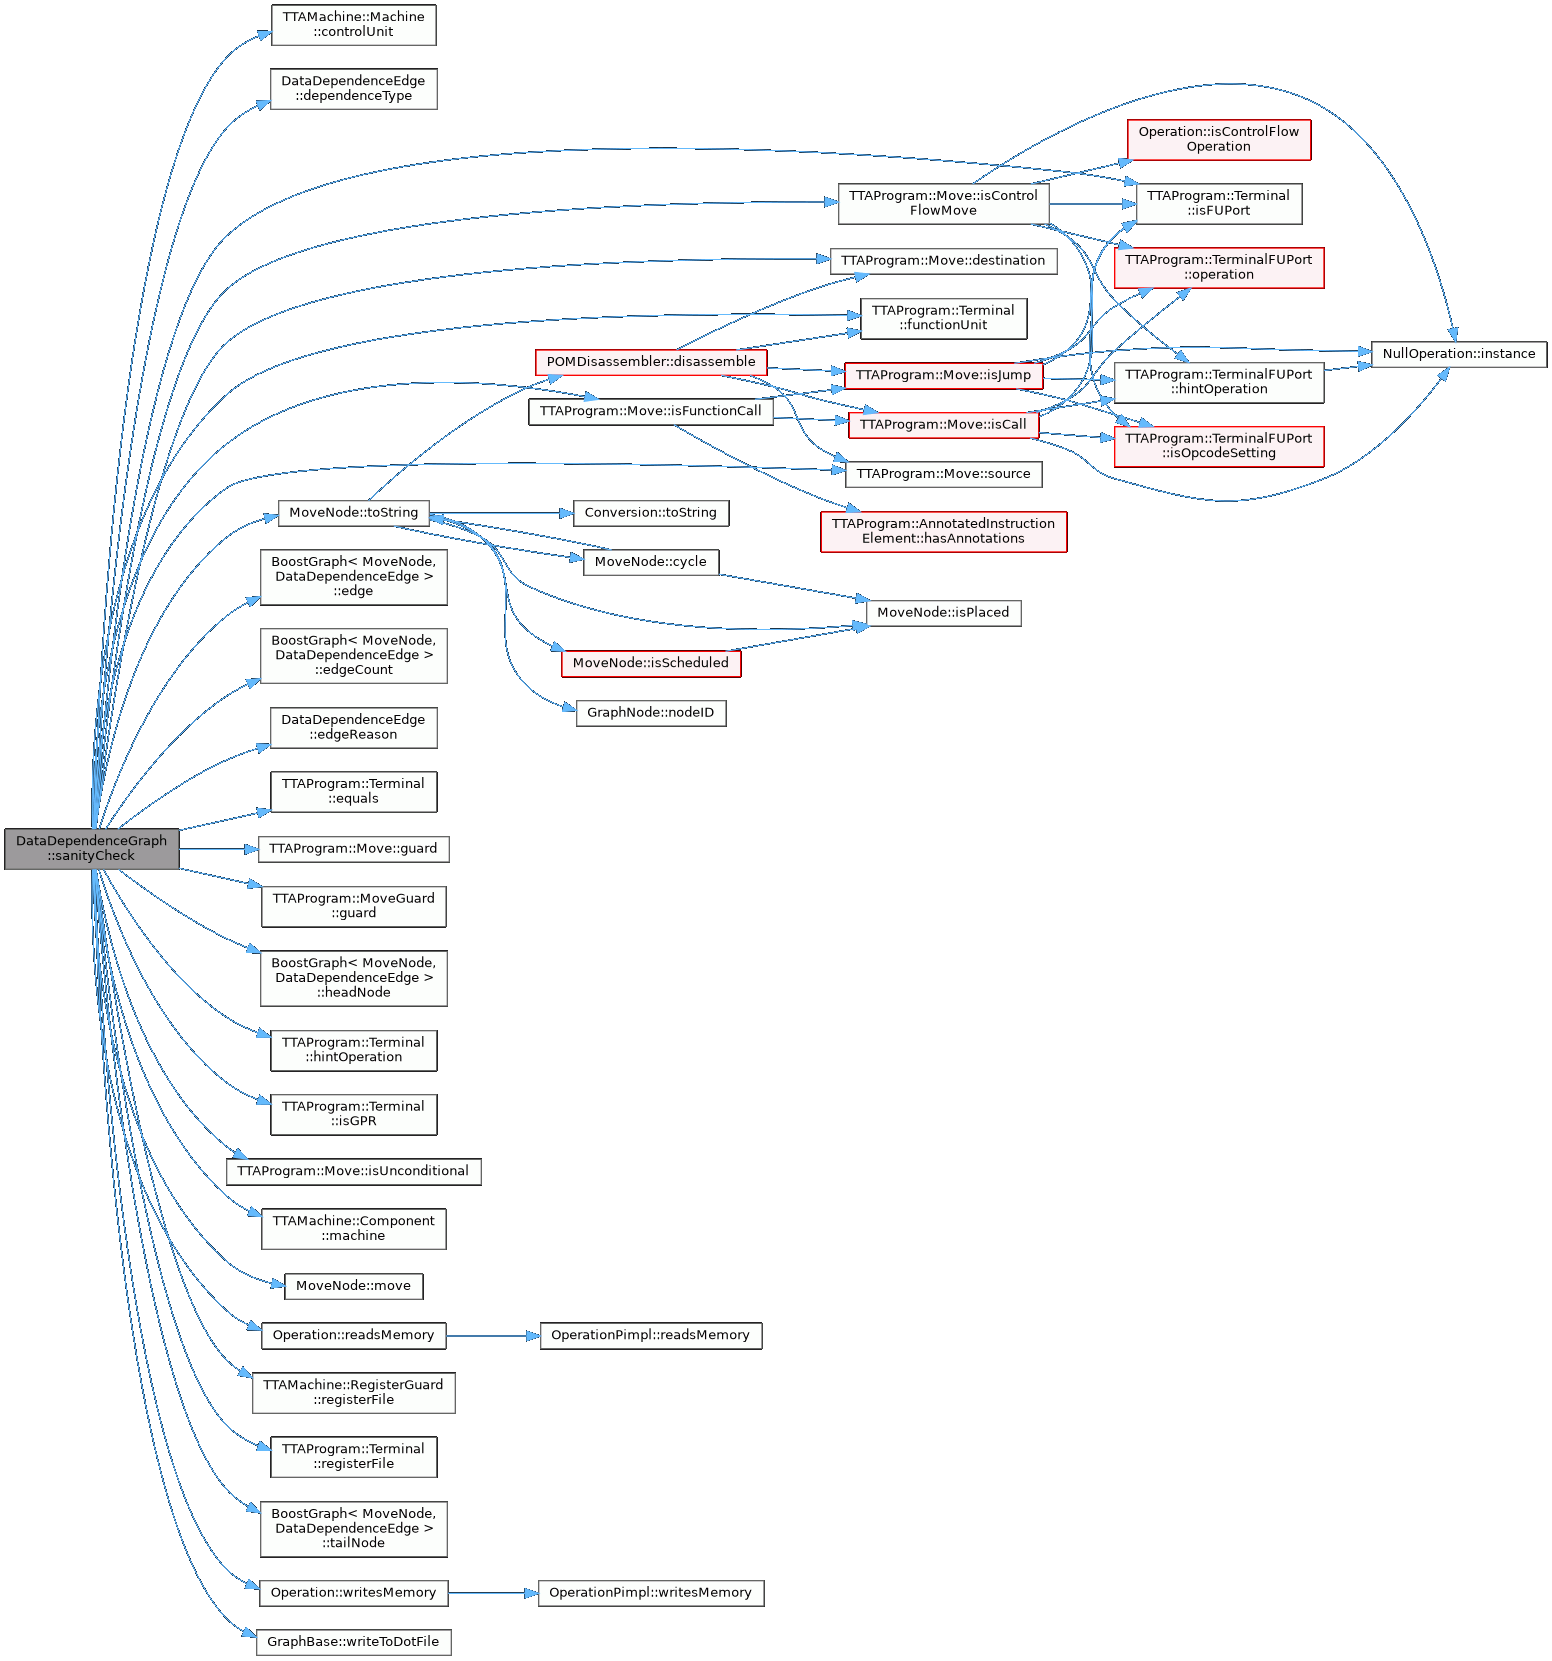 TTAMachine::Machine
::controlUnit
DataDependenceEdge
::dependenceType
Operation::isControlFlow
Operation
TTAProgram::Move::isControl
FlowMove
TTAProgram::Terminal
::isFUPort
TTAProgram::Move::destination
TTAProgram::TerminalFUPort
::operation
TTAProgram::Terminal
::functionUnit
NullOperation::instance
POMDisassembler::disassemble
TTAProgram::Move::isJump
TTAProgram::TerminalFUPort
::hintOperation
TTAProgram::Move::isFunctionCall
TTAProgram::Move::isCall
TTAProgram::TerminalFUPort
::isOpcodeSetting
TTAProgram::Move::source
MoveNode::toString
Conversion::toString
TTAProgram::AnnotatedInstruction
Element::hasAnnotations
BoostGraph< MoveNode,
DataDependenceEdge >
::edge
MoveNode::cycle
MoveNode::isPlaced
BoostGraph< MoveNode,
DataDependenceEdge >
::edgeCount
MoveNode::isScheduled
GraphNode::nodeID
DataDependenceEdge
::edgeReason
TTAProgram::Terminal
::equals
DataDependenceGraph
::sanityCheck
TTAProgram::Move::guard
TTAProgram::MoveGuard
::guard
BoostGraph< MoveNode,
DataDependenceEdge >
::headNode
TTAProgram::Terminal
::hintOperation
TTAProgram::Terminal
::isGPR
TTAProgram::Move::isUnconditional
TTAMachine::Component
::machine
MoveNode::move
Operation::readsMemory
OperationPimpl::readsMemory
TTAMachine::RegisterGuard
::registerFile
TTAProgram::Terminal
::registerFile
BoostGraph< MoveNode,
DataDependenceEdge >
::tailNode
Operation::writesMemory
OperationPimpl::writesMemory
GraphBase::writeToDotFile